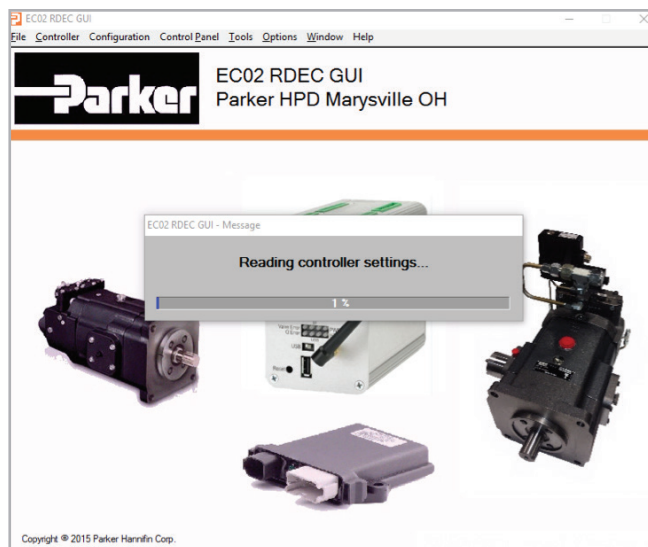 EC02 RDEC GUI
File Controller Configuration Control Panel Tools Options Window Help
Parker
EC02 RDEC GUI
Parker HPD Marysville OH
EC02 RDEC GUI - Message
Reading controller settings...
1 %
USB
Reset
Copyright © 2015 Parker Hannifin Corp.